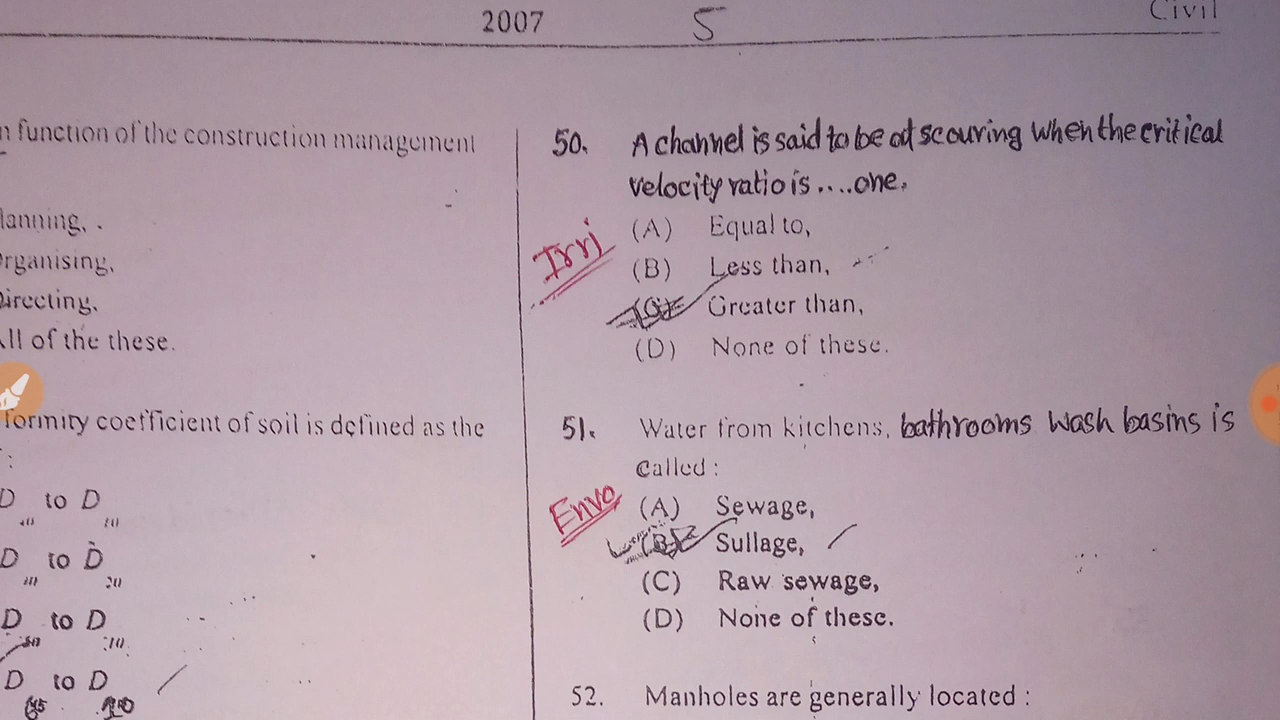 2007 5 Civil
function of the construction management
lanning, .
rganising,
Directing,
All of the these.
formity coefficient of soil is defined as the
:
D to D
D to D
D to D
D to D
50. A channel is said to be at scouring when the critical
velocity ratio is ....one.
Irri
(A) Equal to,
(B) Less than,
(C) Greater than,
(D) None of these.
51. Water from kitchens, bathrooms wash basins is
called :
Envo
(A) Sewage,
(B) Sullage,
(C) Raw sewage,
(D) None of these.
52. Manholes are generally located :